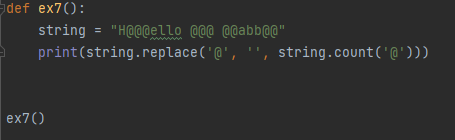 def ex7():
    string = "H@@@ello @@@ @@abb@@"
    print(string.replace('@', '', string.count('@')))
ex7()